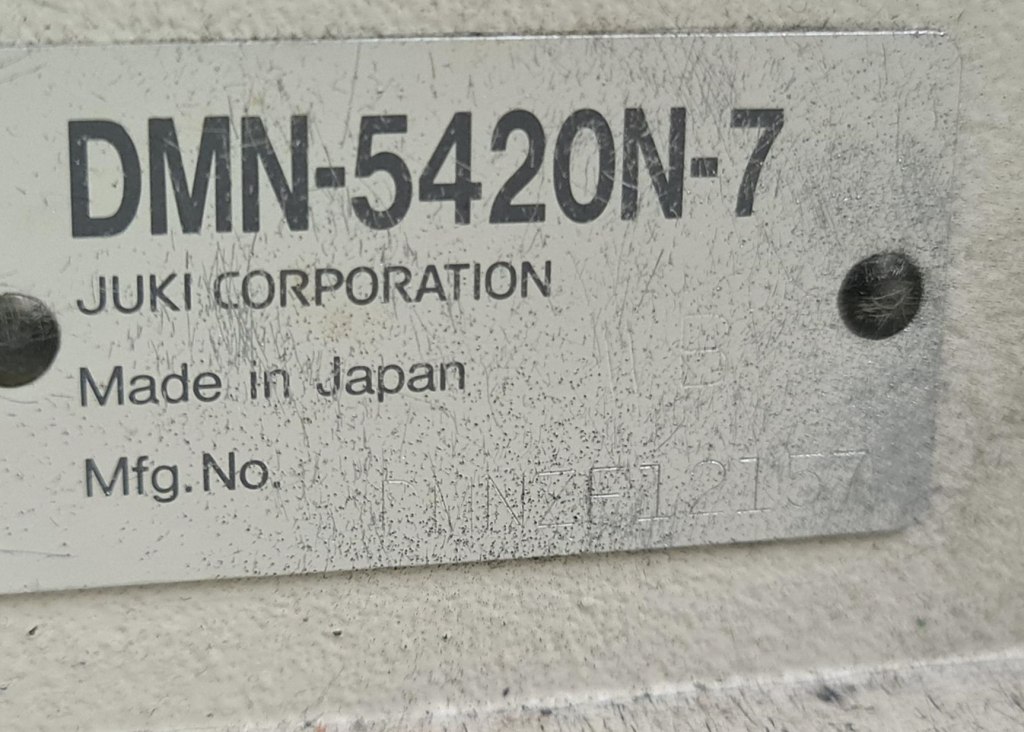 DMN-5420N-7
JUKI CORPORATION
B
Made in Japan
Mfg.No.